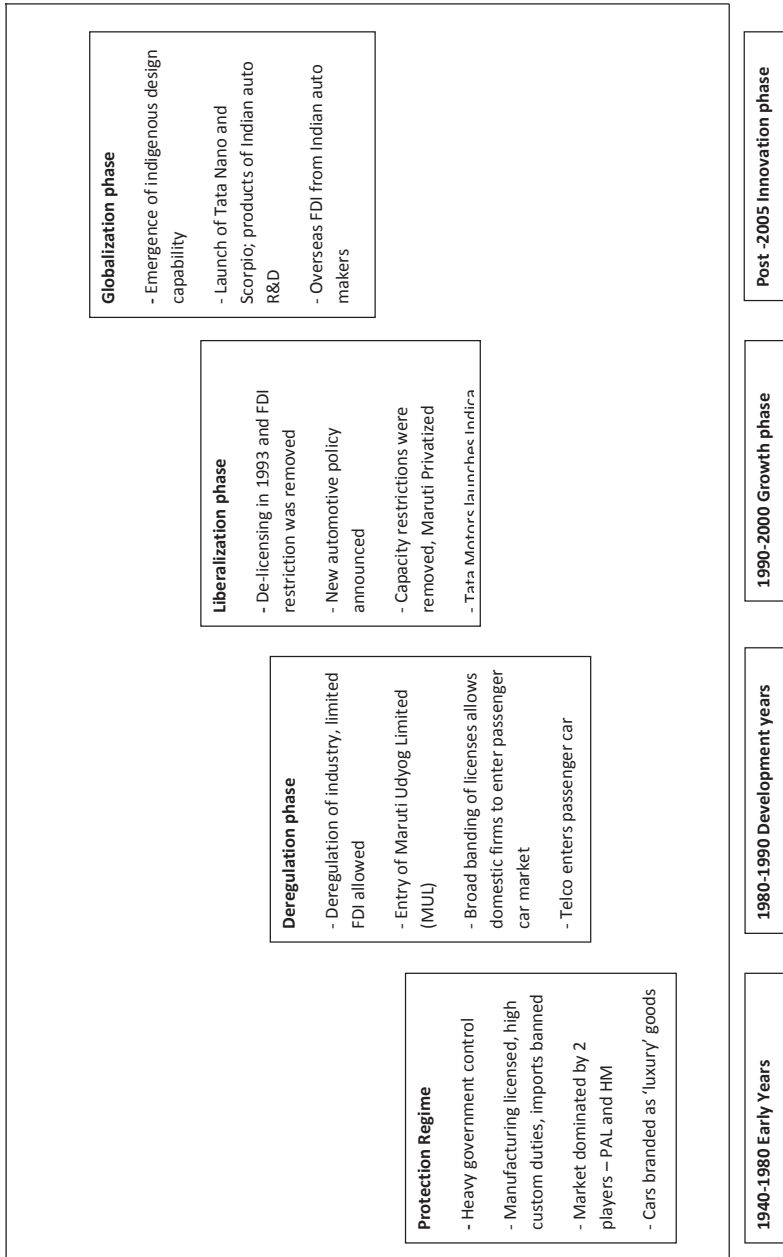 Protection Regime
- Heavy government control
- Manufacturing licensed, high
custom duties, imports banned
- Market dominated by 2
players – PAL and HM
- Cars branded as ‘luxury’ goods
Deregulation phase
- Deregulation of industry, limited
FDI allowed
- Entry of Maruti Udyog Limited
(MUL)
- Broad banding of licenses allows
domestic firms to enter passenger
car market
- Telco enters passenger car
Liberalization phase
- De-licensing in 1993 and FDI
restriction was removed
- New automotive policy
announced
- Capacity restrictions were
removed, Maruti Privatized
- Tata Motors launches Indica
Globalization phase
- Emergence of indigenous design
capability
- Launch of Tata Nano and
Scorpio; products of Indian auto
R&D
- Overseas FDI from Indian auto
makers
1940-1980 Early Years
1980-1990 Development years
1990-2000 Growth phase
Post -2005 Innovation phase